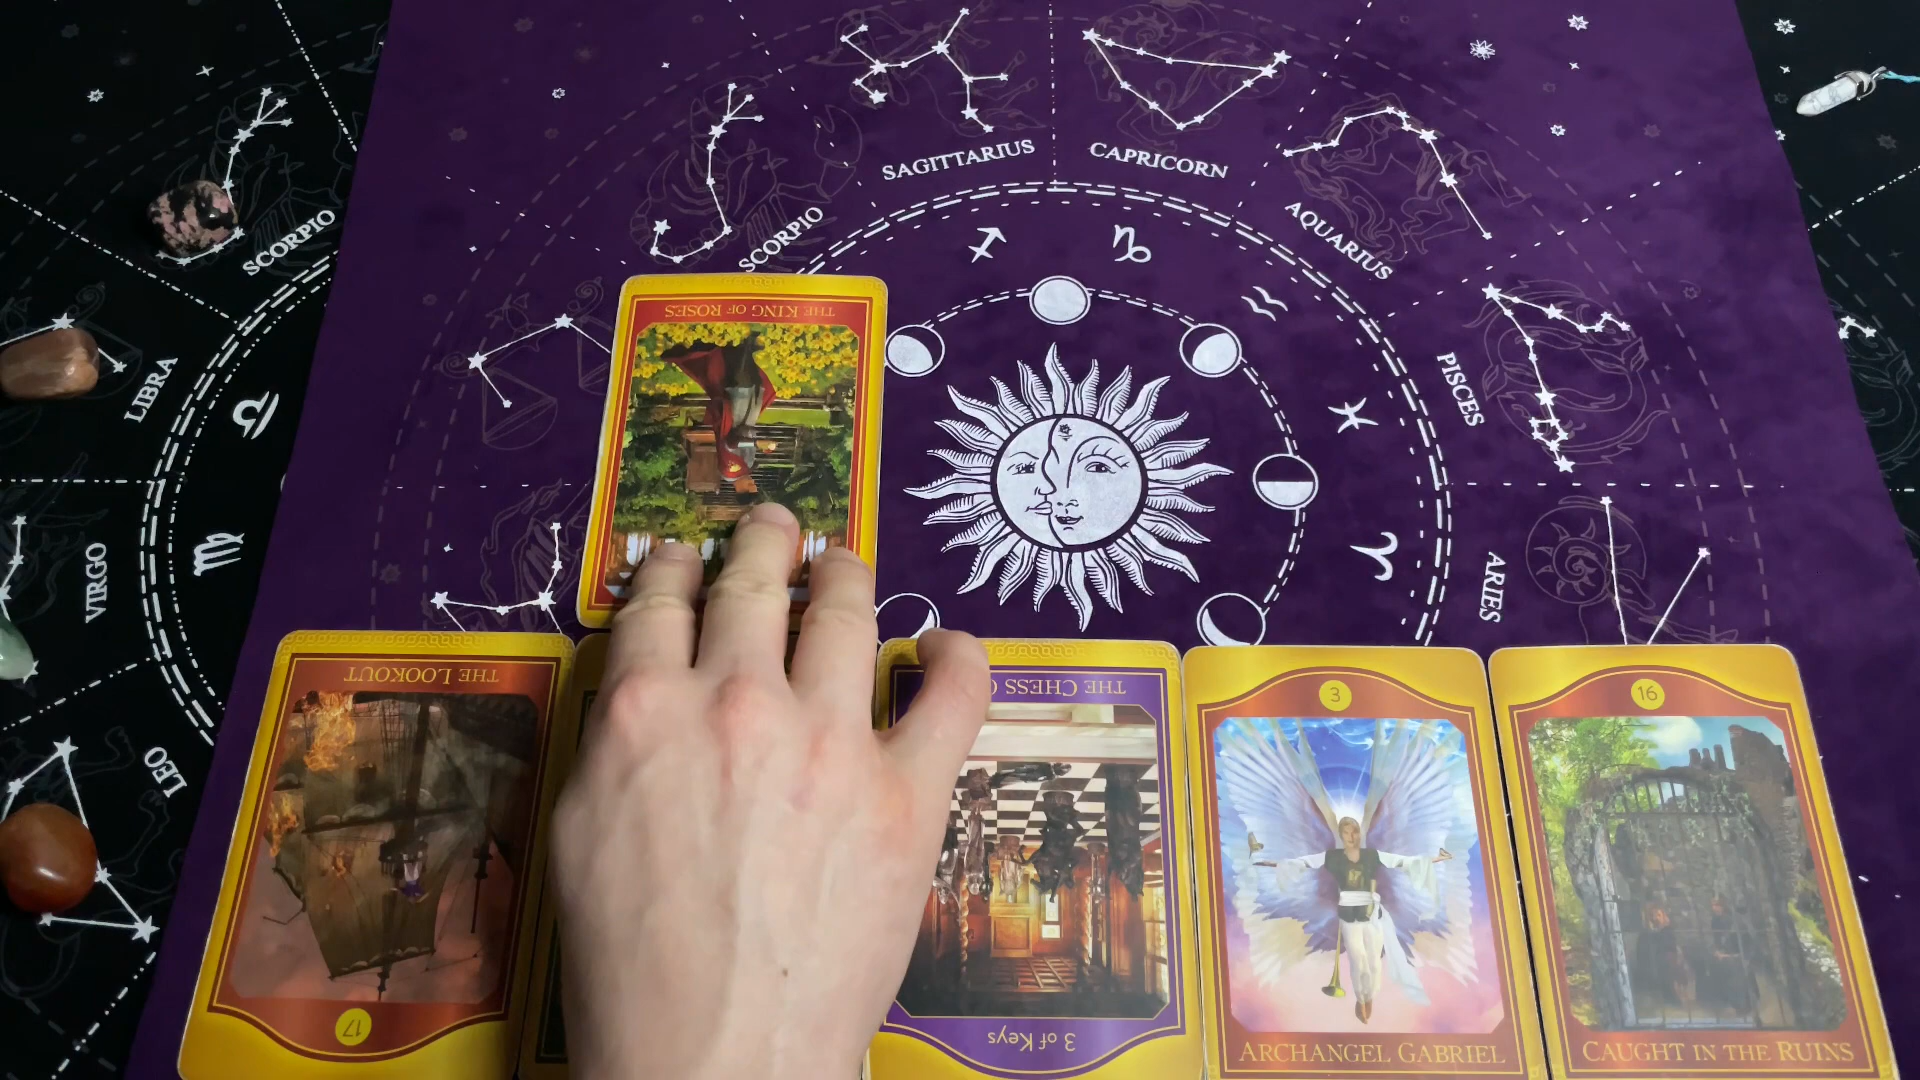 SAGITTARIUS
CAPRICORN
SCORPIO
SCORPIO
AQUARIUS
LIBRA
PISCES
VIRGO
ARIES
LEO
THE KING OF ROSES
THE LOOKOUT
17
THE CHESS
3 of Keys
3
ARCHANGEL GABRIEL
16
CAUGHT IN THE RUINS